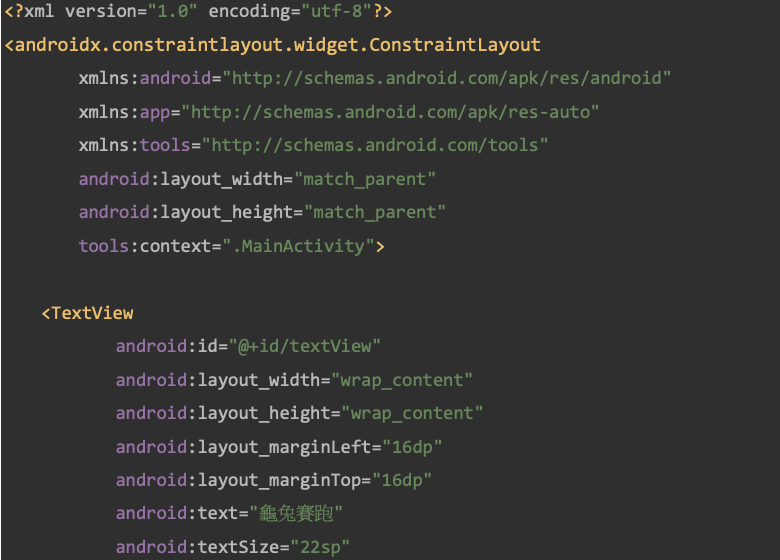 <?xml version="1.0" encoding="utf-8"?>
<androidx.constraintlayout.widget.ConstraintLayout
xmlns:android="http://schemas.android.com/apk/res/android"
xmlns:app="http://schemas.android.com/apk/res-auto"
xmlns:tools="http://schemas.android.com/tools"
android:layout_width="match_parent"
android:layout_height="match_parent"
tools:context=".MainActivity">
<TextView
android:id="@+id/textView"
android:layout_width="wrap_content"
android:layout_height="wrap_content"
android:layout_marginLeft="16dp"
android:layout_marginTop="16dp"
android:text="龜兔賽跑"
android:textSize="22sp"